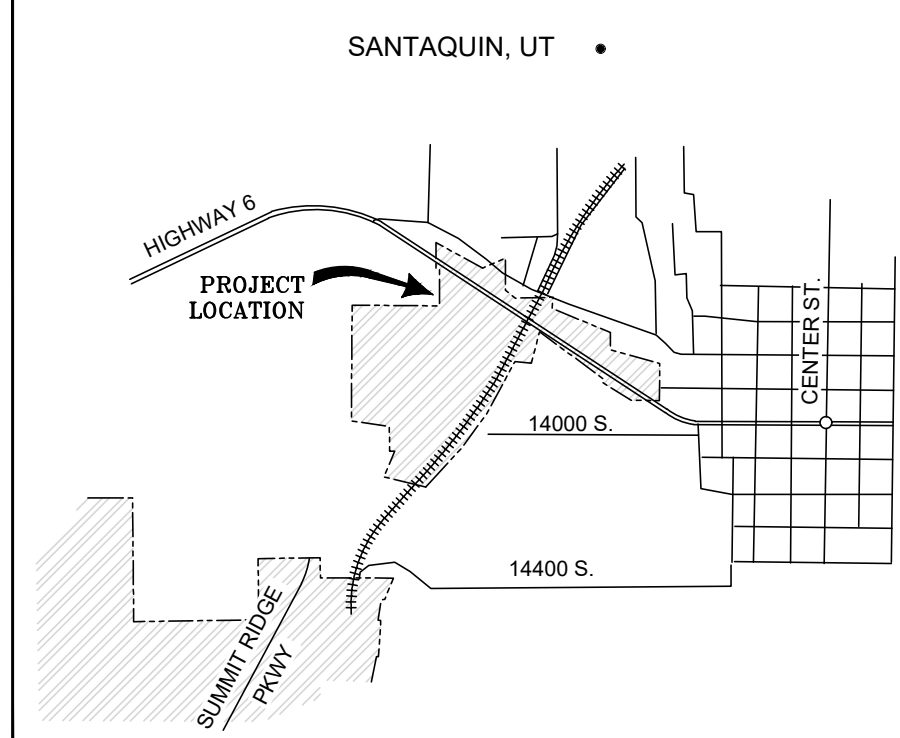 SANTAQUIN, UT
HIGHWAY 6
PROJECT
LOCATION
CENTER ST.
14000 S.
14400 S.
SUMMIT RIDGE
PKWY